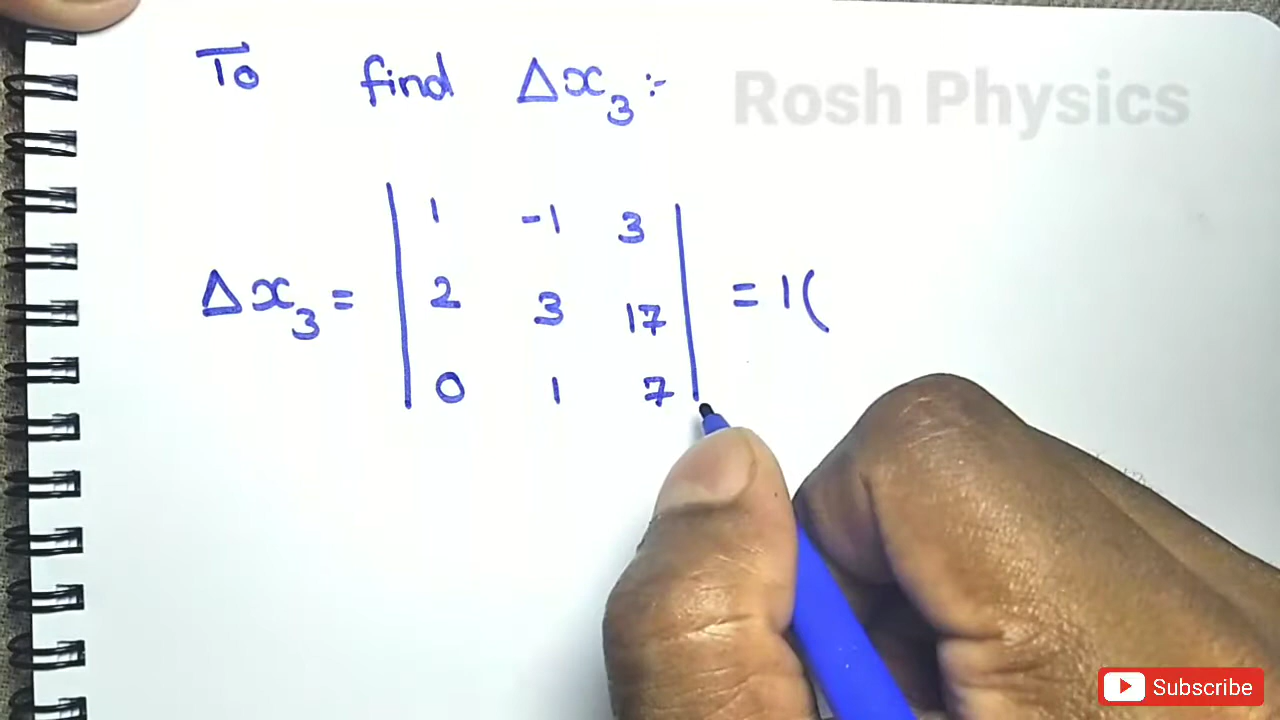 To find Δx₃ :-
Rosh Physics
1 -1 3
Δx₃ = 2 3 17 = 1(
0 1 7
Subscribe